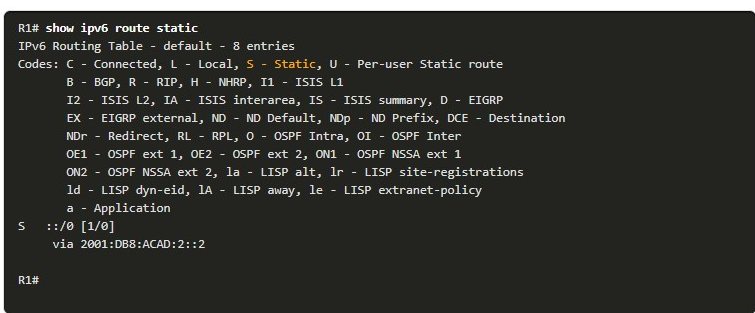 R1# show ipv6 route static
IPv6 Routing Table - default - 8 entries
Codes: C - Connected, L - Local, S - Static, U - Per-user Static route
       B - BGP, R - RIP, H - NHRP, I1 - ISIS L1
       I2 - ISIS L2, IA - ISIS interarea, IS - ISIS summary, D - EIGRP
       EX - EIGRP external, ND - ND Default, NDp - ND Prefix, DCE - Destination
       NDr - Redirect, RL - RPL, O - OSPF Intra, OI - OSPF Inter
       OE1 - OSPF ext 1, OE2 - OSPF ext 2, ON1 - OSPF NSSA ext 1
       ON2 - OSPF NSSA ext 2, la - LISP alt, lr - LISP site-registrations
       ld - LISP dyn-eid, lA - LISP away, le - LISP extranet-policy
       a - Application
S   ::/0 [1/0]
     via 2001:DB8:ACAD:2::2
R1#